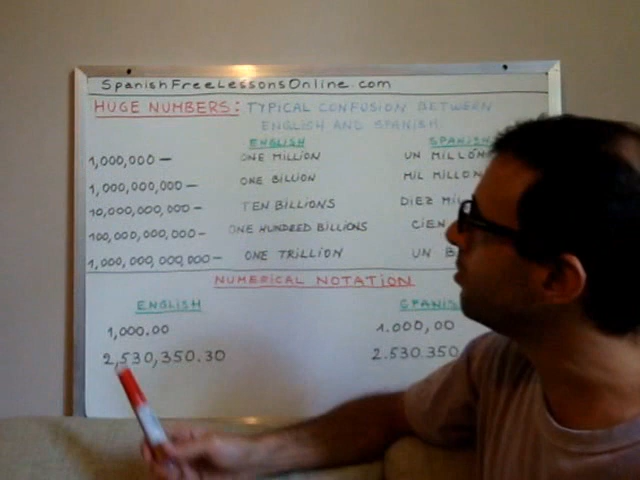 SpanishFreeLessonsOnline.com
HUGE NUMBERS: TYPICAL CONFUSION BETWEEN
ENGLISH AND SPANISH
ENGLISH SPANISH
1,000,000 — ONE MILLION UN MILLÓN
1,000,000,000 — ONE BILLION MIL MILLON
10,000,000,000 — TEN BILLIONS DIEZ MIL
100,000,000,000 — ONE HUNDRED BILLIONS CIEN
1,000,000,000,000 — ONE TRILLION UN B
NUMERICAL NOTATION
ENGLISH SPANIS
1,000.00 1.000,00
2,530,350.30 2.530.350